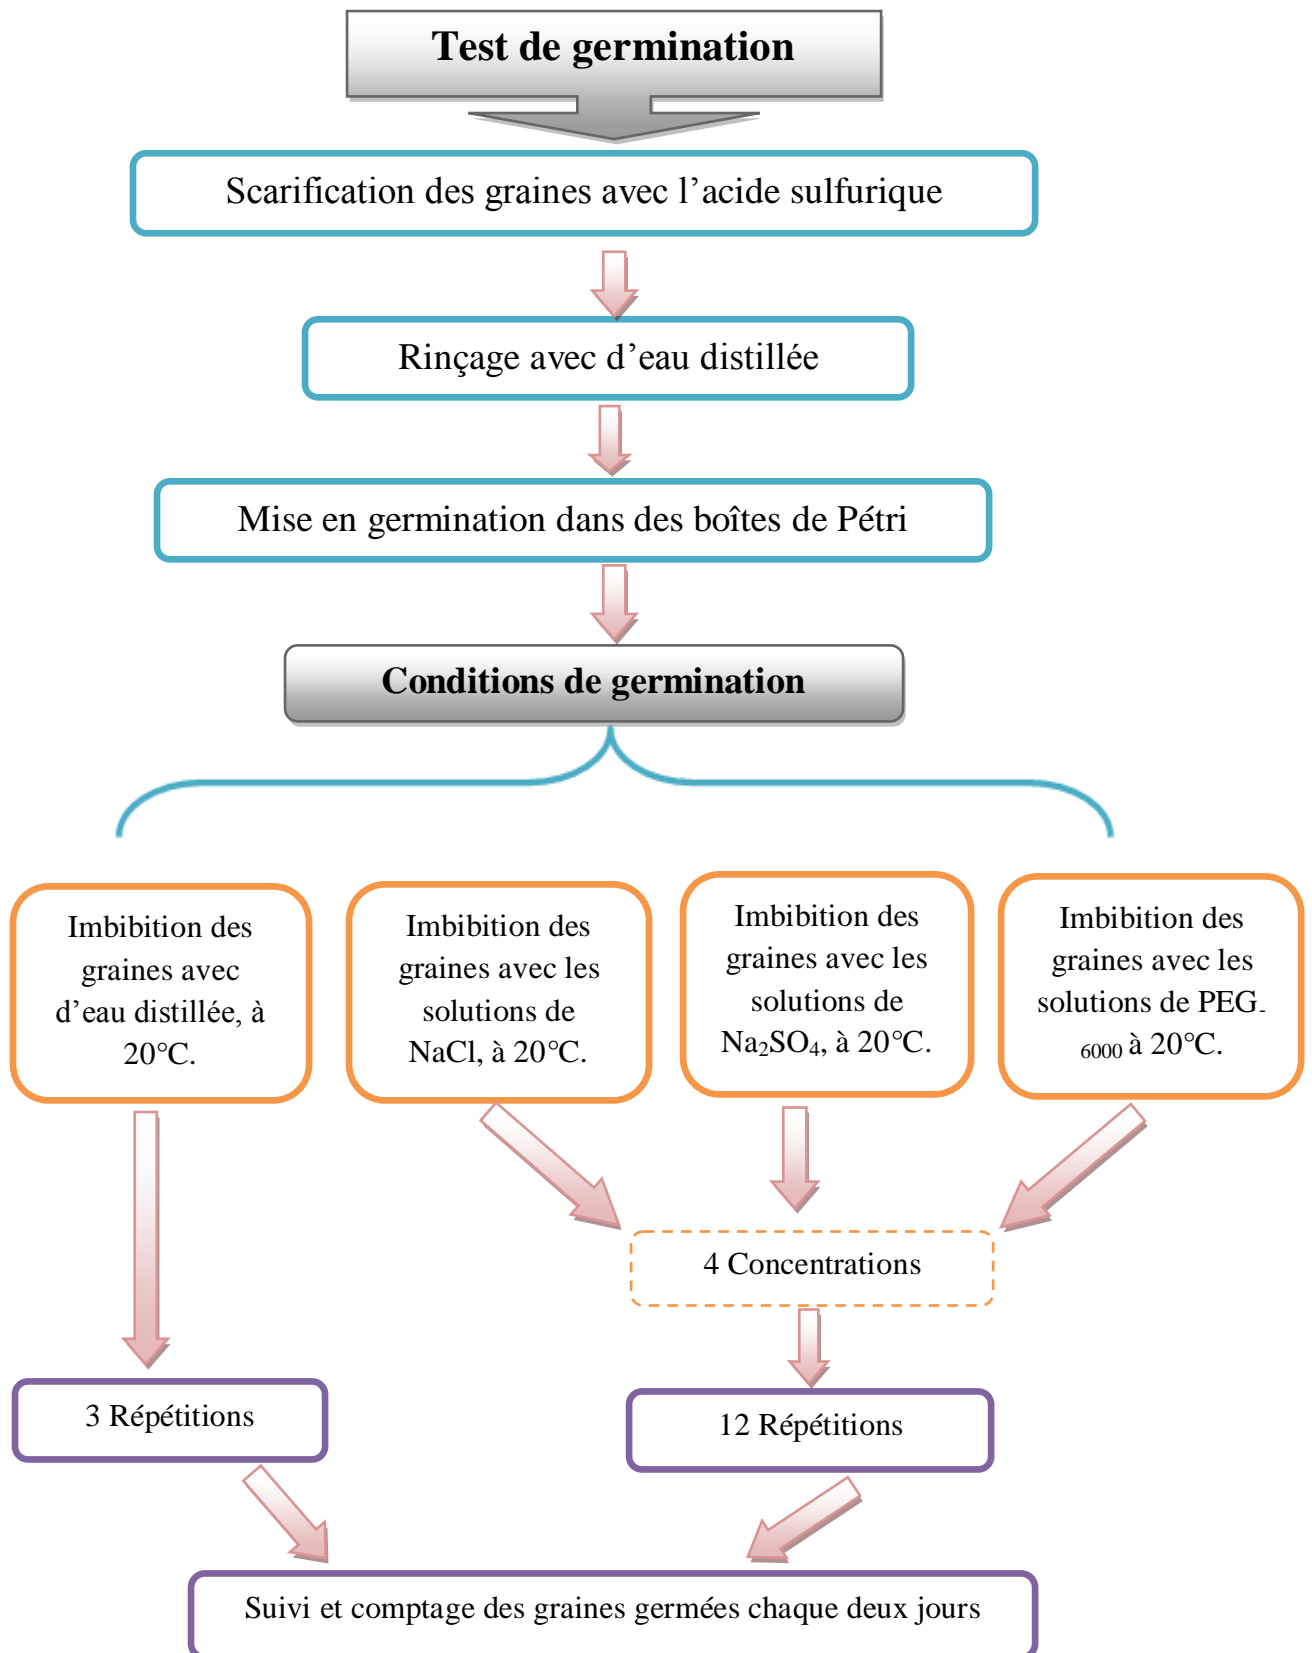 Test de germination
Scarification des graines avec l’acide sulfurique
Rinçage avec d’eau distillée
Mise en germination dans des boîtes de Pétri
Conditions de germination
Imbibition des
graines avec
d’eau distillée, à
20°C.
Imbibition des
graines avec les
solutions de
NaCl, à 20°C.
Imbibition des
graines avec les
solutions de
Na₂SO₄, à 20°C.
Imbibition des
graines avec les
solutions de PEG-
₆₀₀₀ à 20°C.
4 Concentrations
3 Répétitions
12 Répétitions
Suivi et comptage des graines germées chaque deux jours